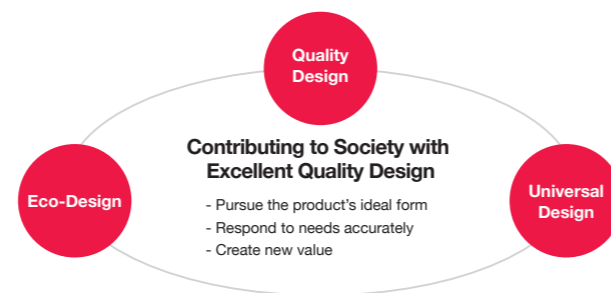 Quality
Design
Contributing to Society with
Excellent Quality Design
Eco-Design
- Pursue the product's ideal form
- Respond to needs accurately
- Create new value
Universal
Design